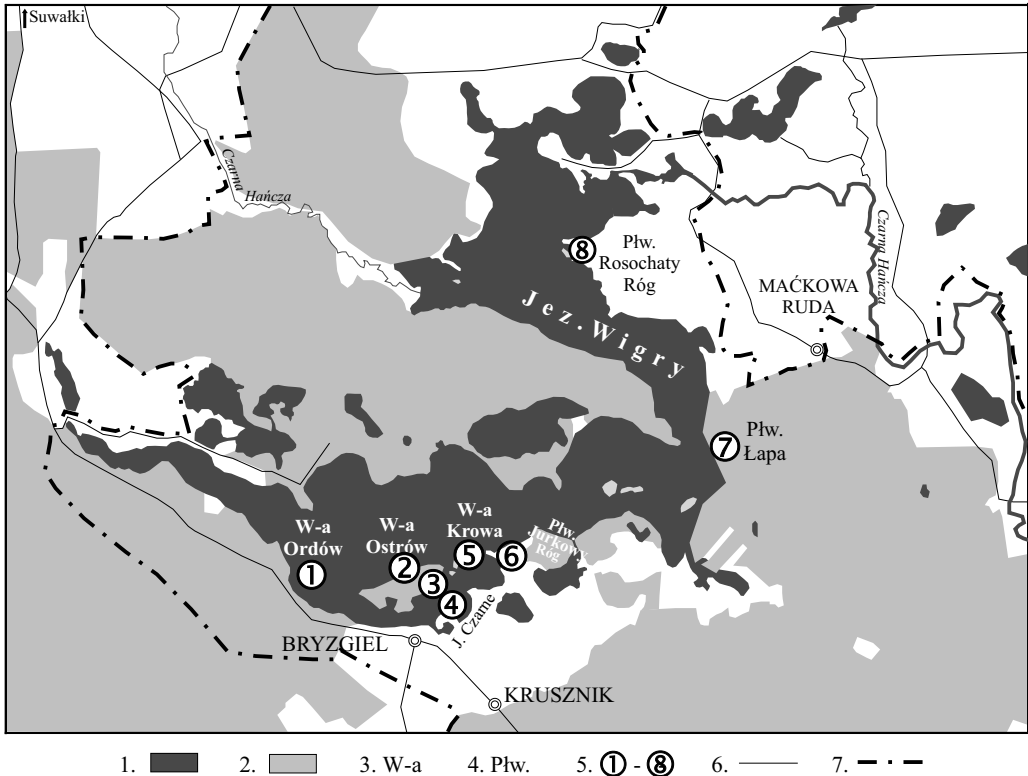 Suwałki
Czarna
Hańcza
8
Płw.
Rosochaty
Róg
MAĆKOWA
RUDA
Czarna Hańcza
Jez. Wigry
7
Płw.
Łapa
W-a
Ordów
1
W-a
Ostrów
2
3
4
W-a
Krowa
5
6
Płw.
Jurkowy
Róg
J. Czarne
BRYZGIEL
KRUSZNIK
1. 2. 3. W-a 4. Płw. 5. 1 - 8 6. 7.